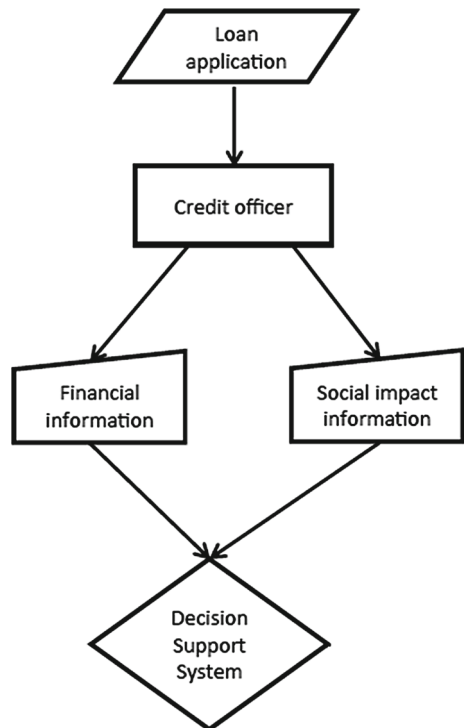 Loan
application
Credit officer
Financial
information
Social impact
information
Decision
Support
System